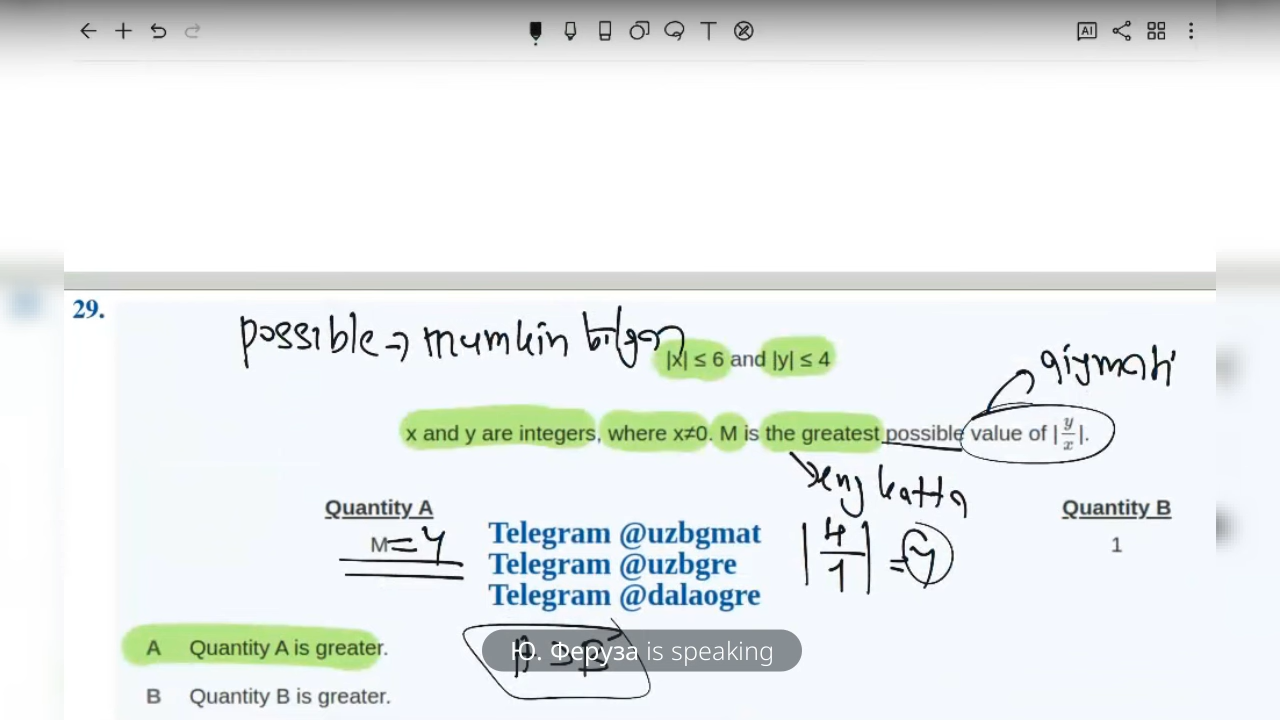 AI
29.
possible → mumkin bo'lgan
|x| ≤ 6 and |y| ≤ 4
qiymati
x and y are integers, where x≠0. M is the greatest possible value of |y/x|.
eng katta
Quantity A
Quantity B
M = 4
1
|4/1| = 4
Telegram @uzbgmat
Telegram @uzbgre
Telegram @dalaogre
A Quantity A is greater.
Ю. Феруза is speaking
B Quantity B is greater.